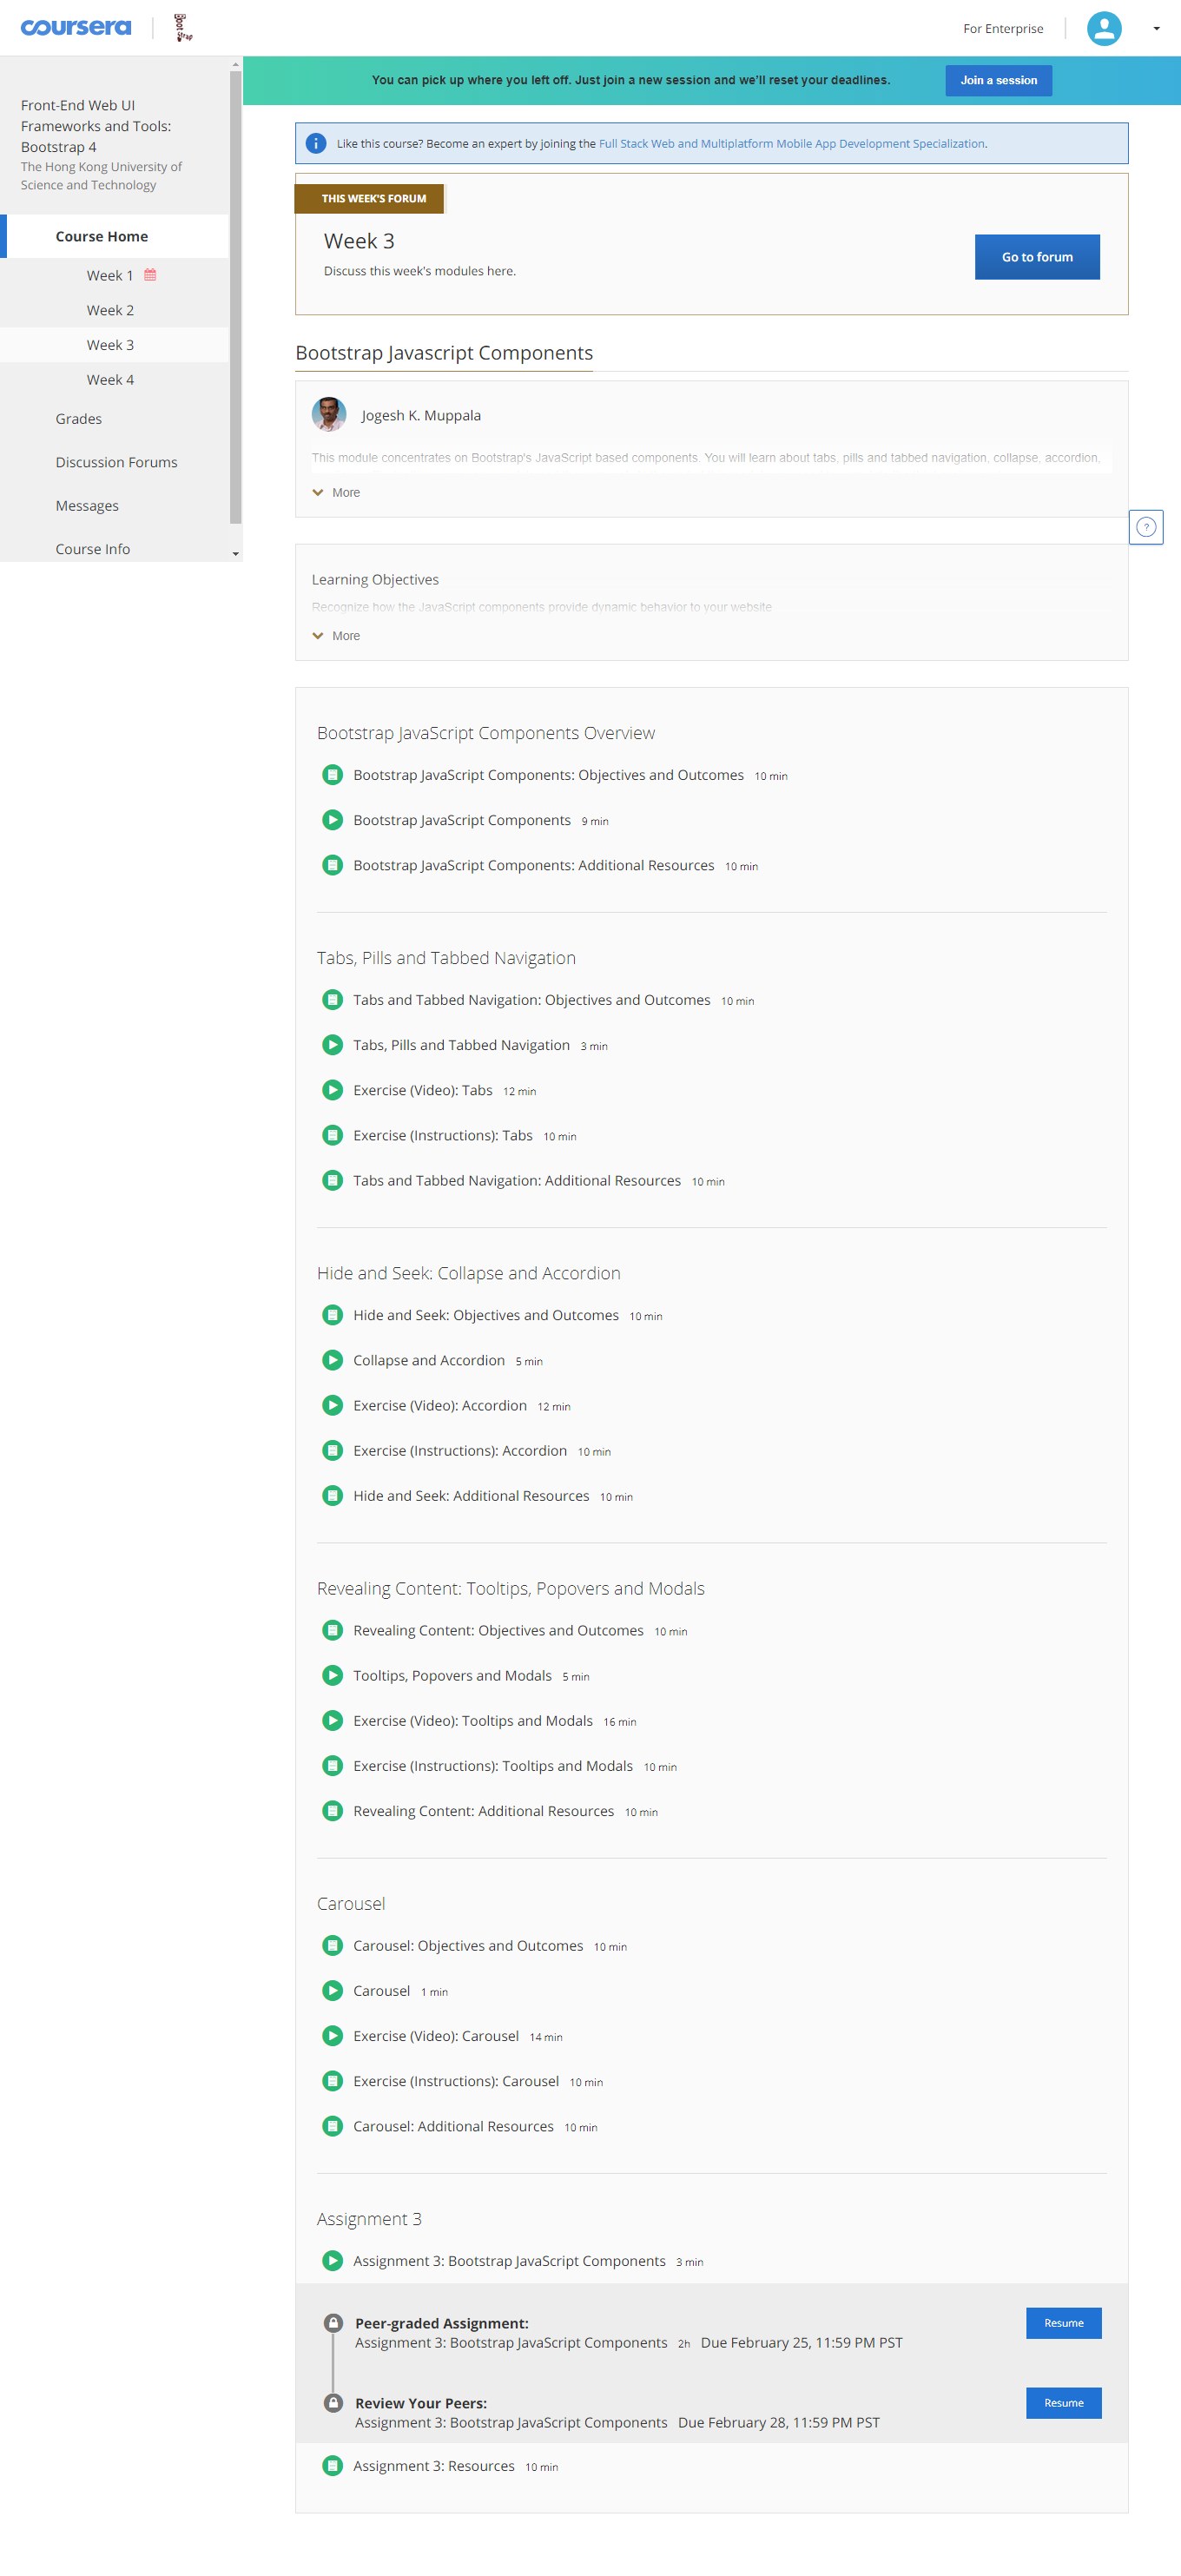 coursera
Boot
Strap
For Enterprise
You can pick up where you left off. Just join a new session and we'll reset your deadlines.
Join a session
Front-End Web UI
Frameworks and Tools:
Bootstrap 4
The Hong Kong University of
Science and Technology
Course Home
Week 1
Week 2
Week 3
Week 4
Grades
Discussion Forums
Messages
Course Info
Like this course? Become an expert by joining the Full Stack Web and Multiplatform Mobile App Development Specialization.
THIS WEEK'S FORUM
Week 3
Discuss this week's modules here.
Go to forum
Bootstrap Javascript Components
Jogesh K. Muppala
This module concentrates on Bootstrap's JavaScript based components. You will learn about tabs, pills and tabbed navigation, collapse, accordion,
More
?
Learning Objectives
Recognize how the JavaScript components provide dynamic behavior to your website
More
Bootstrap JavaScript Components Overview
Bootstrap JavaScript Components: Objectives and Outcomes 10 min
Bootstrap JavaScript Components 9 min
Bootstrap JavaScript Components: Additional Resources 10 min
Tabs, Pills and Tabbed Navigation
Tabs and Tabbed Navigation: Objectives and Outcomes 10 min
Tabs, Pills and Tabbed Navigation 3 min
Exercise (Video): Tabs 12 min
Exercise (Instructions): Tabs 10 min
Tabs and Tabbed Navigation: Additional Resources 10 min
Hide and Seek: Collapse and Accordion
Hide and Seek: Objectives and Outcomes 10 min
Collapse and Accordion 5 min
Exercise (Video): Accordion 12 min
Exercise (Instructions): Accordion 10 min
Hide and Seek: Additional Resources 10 min
Revealing Content: Tooltips, Popovers and Modals
Revealing Content: Objectives and Outcomes 10 min
Tooltips, Popovers and Modals 5 min
Exercise (Video): Tooltips and Modals 16 min
Exercise (Instructions): Tooltips and Modals 10 min
Revealing Content: Additional Resources 10 min
Carousel
Carousel: Objectives and Outcomes 10 min
Carousel 1 min
Exercise (Video): Carousel 14 min
Exercise (Instructions): Carousel 10 min
Carousel: Additional Resources 10 min
Assignment 3
Assignment 3: Bootstrap JavaScript Components 3 min
Peer-graded Assignment:
Assignment 3: Bootstrap JavaScript Components 2h Due February 25, 11:59 PM PST
Resume
Review Your Peers:
Assignment 3: Bootstrap JavaScript Components Due February 28, 11:59 PM PST
Resume
Assignment 3: Resources 10 min